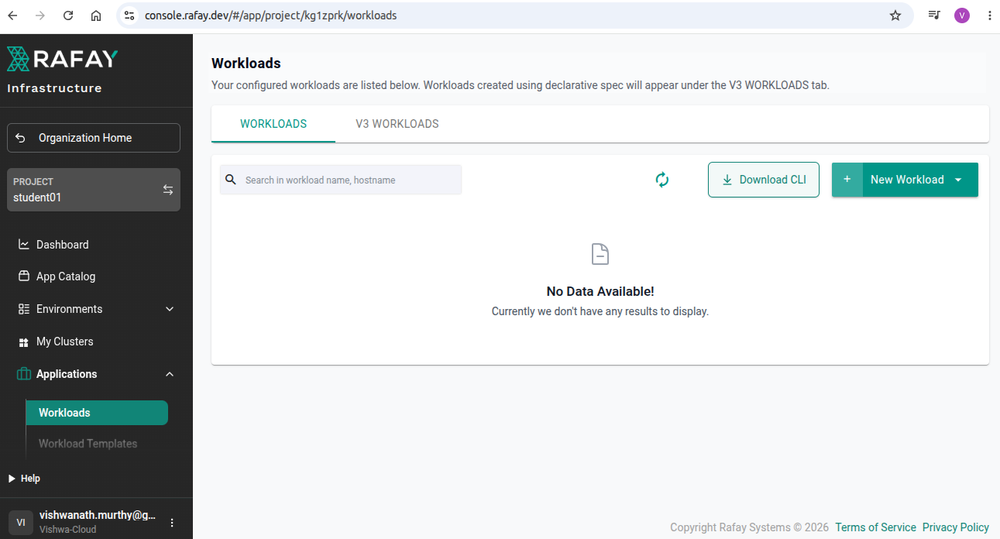 console.rafay.dev/#/app/project/kg1zprk/workloads
V
RAFAY
Infrastructure
Organization Home
PROJECT
student01
Dashboard
App Catalog
Environments
My Clusters
Applications
Workloads
Workload Templates
Help
VI
vishwanath.murthy@g...
Vishwa-Cloud
Workloads
Your configured workloads are listed below. Workloads created using declarative spec will appear under the V3 WORKLOADS tab.
WORKLOADS V3 WORKLOADS
Search in workload name, hostname
Download CLI
+ New Workload
No Data Available!
Currently we don't have any results to display.
Copyright Rafay Systems © 2026 Terms of Service Privacy Policy